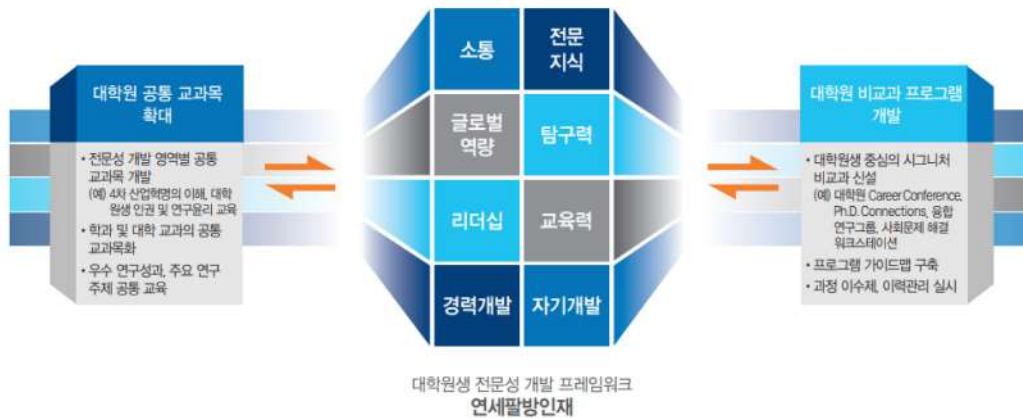 대학원 공통 교과목
확대
• 전문성 개발 영역별 공통
교과목 개발
(예) 4차 산업혁명의 이해, 대학
원생 인권 및 연구윤리 교육
• 학과 및 대학 교과의 공통
교과목화
• 우수 연구성과, 주요 연구
주제 공통 교육
소통
전문
지식
글로벌
역량
탐구력
리더십
교육력
경력개발
자기개발
대학원 비교과 프로그램
개발
• 대학원생 중심의 시그니처
비교과 신설
(예) 대학원 Career Conference,
Ph.D. Connections, 융합
연구그룹, 사회문제 해결
워크스테이션
• 프로그램 가이드맵 구축
• 과정 이수제, 이력관리 실시
대학원생 전문성 개발 프레임워크
연세팔방인재